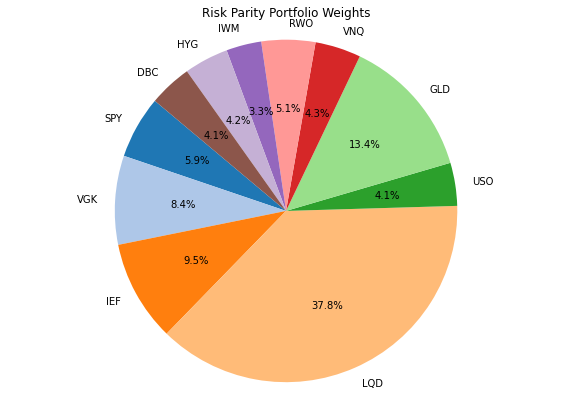 Risk Parity Portfolio Weights
RWO
IWM
VNQ
HYG
DBC
GLD
SPY
USO
VGK
IEF
LQD
5.1%
3.3%
4.3%
4.2%
4.1%
13.4%
5.9%
4.1%
8.4%
9.5%
37.8%